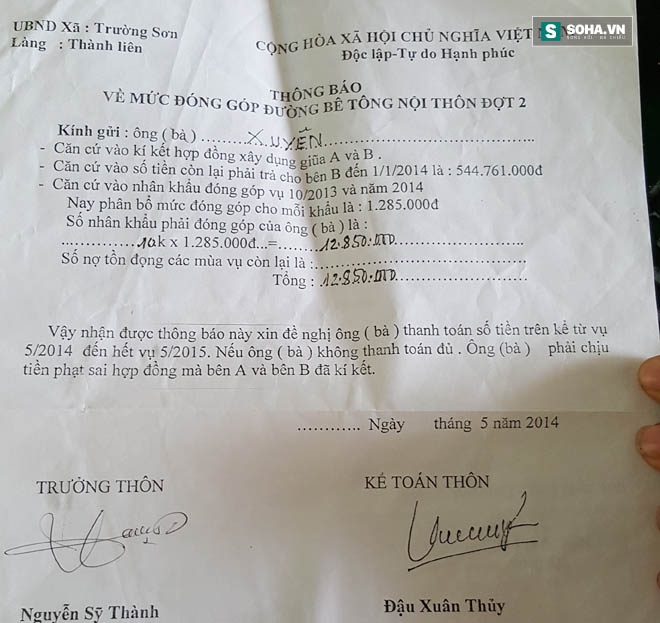 UBND Xã : Trường Sơn
Làng : Thành liên
SOHA.VN
CỘNG HÒA XÃ HỘI CHỦ NGHĨA VIỆT
Độc lập-Tự do Hạnh phúc
THÔNG BÁO
VỀ MỨC ĐÓNG GÓP ĐƯỜNG BÊ TÔNG NỘI THÔN ĐỢT 2
Kính gửi : ông ( bà ) ..........XUYẾN..........
- Căn cứ vào kí kết hợp đồng xây dựng giũa A và B .
- Căn cứ vào số tiền còn lại phải trả cho bên B đến 1/1/2014 là : 544.761.000đ
- Căn cứ vào nhân khẩu đóng góp vụ 10/2013 và năm 2014
Nay phân bổ mức đóng góp cho mỗi khẩu là : 1.285.000đ
Số nhân khẩu phải đóng góp của ông ( bà ) là :
................10k x 1.285.000đ...=........12.850.000........................
Số nợ tồn đọng các mùa vụ còn lại là :..........................................
Tổng : 12.850.000..........................
Vậy nhận được thông báo này xin đề nghị ông ( bà ) thanh toán số tiền trên kể từ vụ
5/2014 đến hết vụ 5/2015. Nếu ông ( bà ) không thanh toán đủ . Ông (bà) phải chịu
tiền phạt sai hợp đồng mà bên A và bên B đã kí kết.
............ Ngày tháng 5 năm 2014
TRƯỞNG THÔN
KẾ TOÁN THÔN
Nguyễn Sỹ Thành
Đậu Xuân Thủy